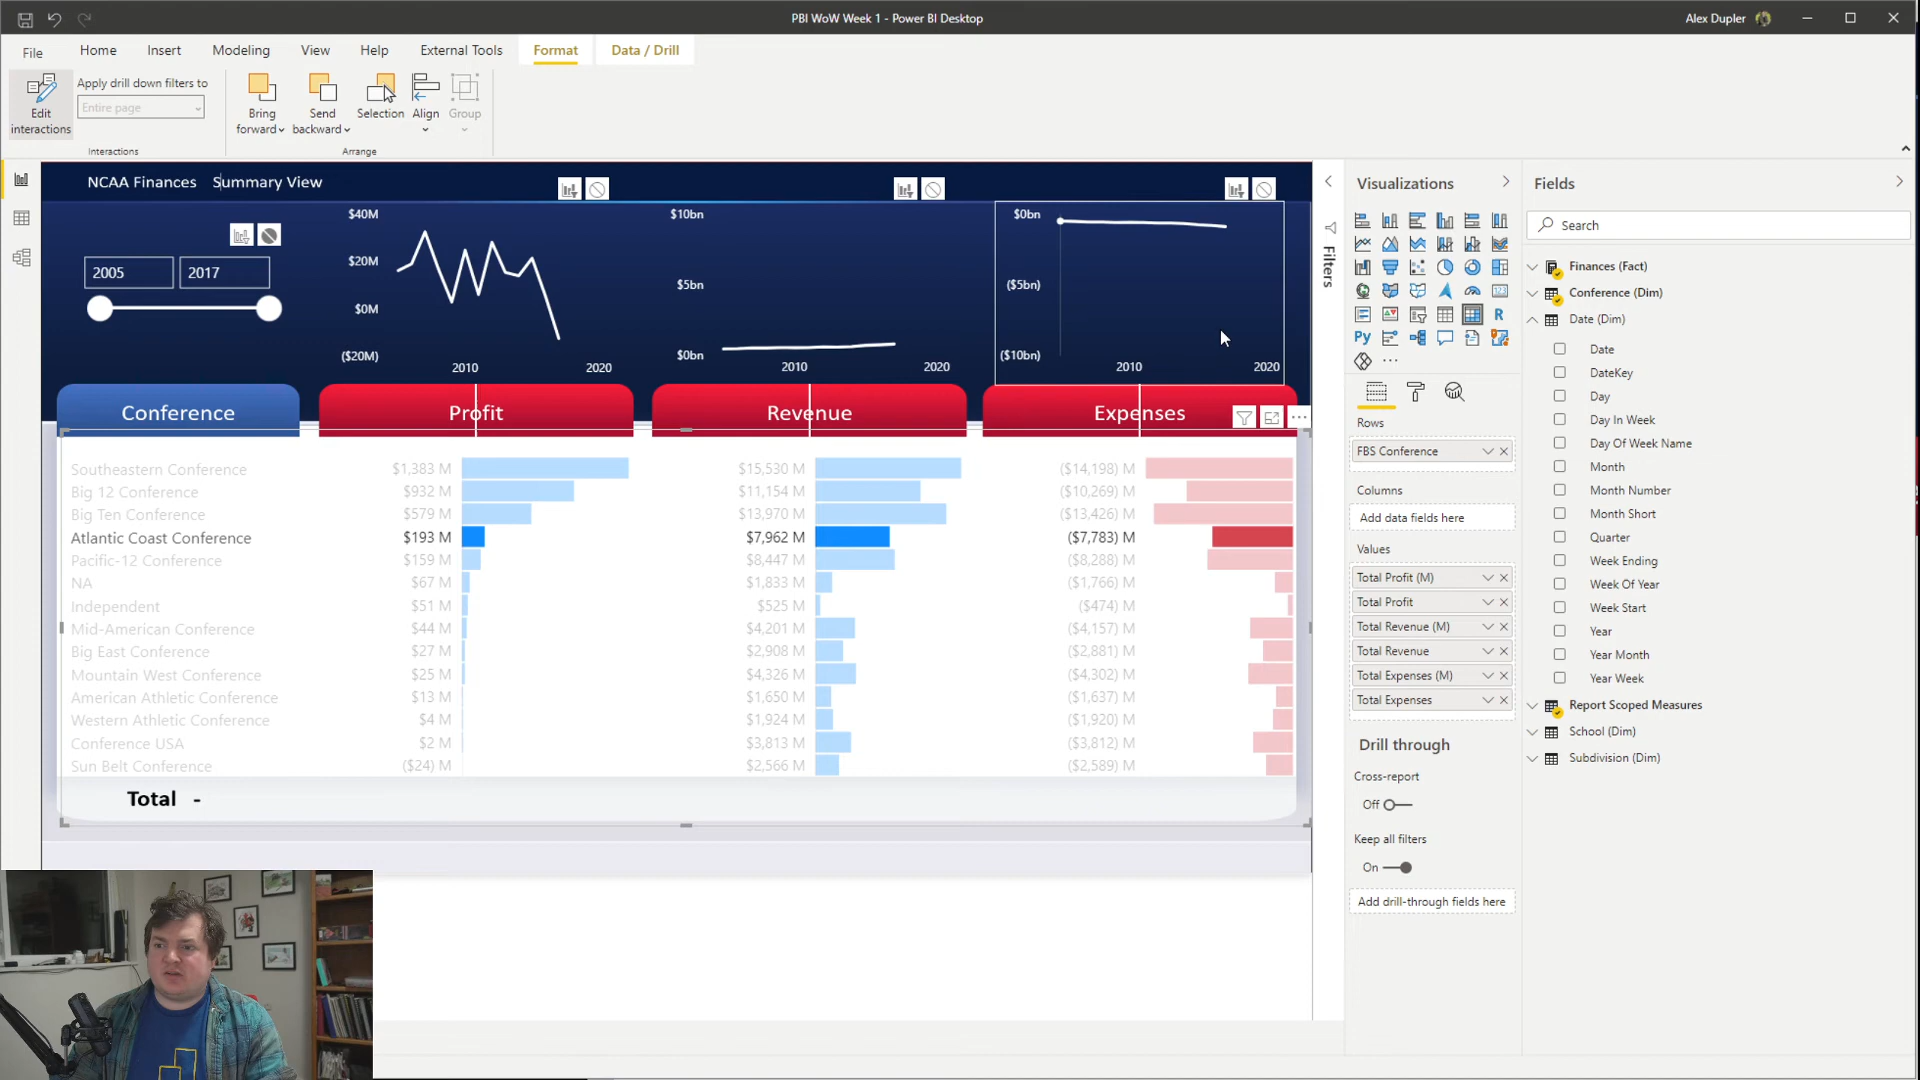 PBI WoW Week 1 - Power BI Desktop
Alex Dupler
File
Home
Insert
Modeling
View
Help
External Tools
Format
Data / Drill
Edit
interactions
Apply drill down filters to
Entire page
Interactions
Bring
forward
Send
backward
Selection
Align
Group
Arrange
NCAA Finances
Summary View
2005
2017
$40M
$20M
$0M
($20M)
2010
2020
$10bn
$5bn
$0bn
2010
2020
$0bn
($5bn)
($10bn)
2010
2020
Conference
Profit
Revenue
Expenses
Southeastern Conference $1,383 M $15,530 M ($14,198) M
Big 12 Conference $932 M $11,154 M ($10,269) M
Big Ten Conference $579 M $13,970 M ($13,426) M
Atlantic Coast Conference $193 M $7,962 M ($7,783) M
Pacific-12 Conference $159 M $8,447 M ($8,288) M
NA $67 M $1,833 M ($1,766) M
Independent $51 M $525 M ($474) M
Mid-American Conference $44 M $4,201 M ($4,157) M
Big East Conference $27 M $2,908 M ($2,881) M
Mountain West Conference $25 M $4,326 M ($4,302) M
American Athletic Conference $13 M $1,650 M ($1,637) M
Western Athletic Conference $4 M $1,924 M ($1,920) M
Conference USA $2 M $3,813 M ($3,812) M
Sun Belt Conference ($24) M $2,566 M ($2,589) M
Total -
Filters
Visualizations
R
Py
123
Rows
FBS Conference
Columns
Add data fields here
Values
Total Profit (M)
Total Profit
Total Revenue (M)
Total Revenue
Total Expenses (M)
Total Expenses
Drill through
Cross-report
Off
Keep all filters
On
Add drill-through fields here
Fields
Search
Finances (Fact)
Conference (Dim)
Date (Dim)
Date
DateKey
Day
Day In Week
Day Of Week Name
Month
Month Number
Month Short
Quarter
Week Ending
Week Of Year
Week Start
Year
Year Month
Year Week
Report Scoped Measures
School (Dim)
Subdivision (Dim)